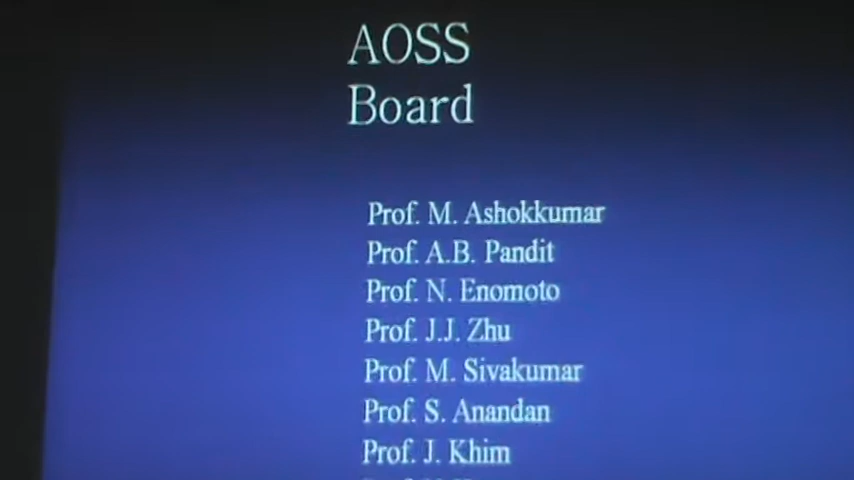 AOSS
Board
Prof. M. Ashokkumar
Prof. A.B. Pandit
Prof. N. Enomoto
Prof. J.J. Zhu
Prof. M. Sivakumar
Prof. S. Anandan
Prof. J. Khim